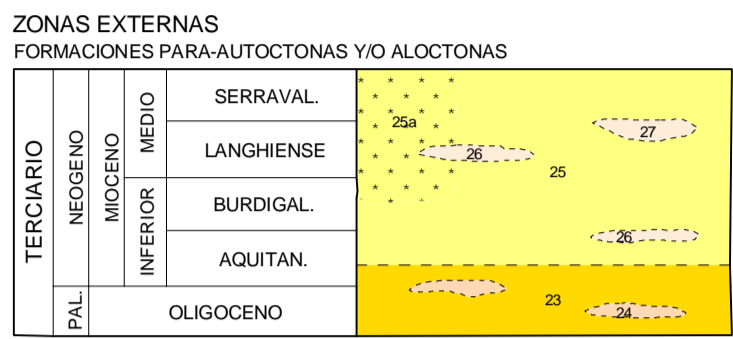 ZONAS EXTERNAS
FORMACIONES PARA-AUTOCTONAS Y/O ALOCTONAS
TERCIARIO
NEOGENO
PAL.
MIOCENO
MEDIO
INFERIOR
SERRAVAL.
LANGHIENSE
BURDIGAL.
AQUITAN.
OLIGOCENO
25a
27
26
25
26
23
24